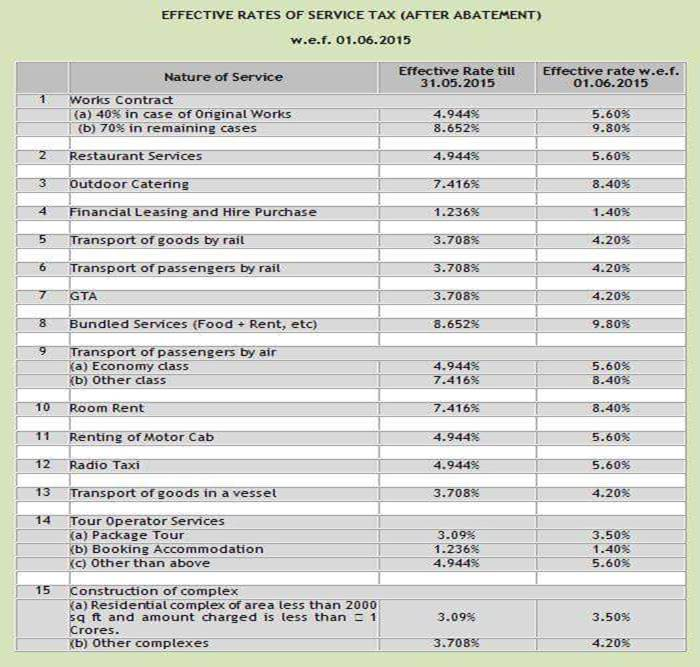 EFFECTIVE RATES OF SERVICE TAX (AFTER ABATEMENT)
w.e.f. 01.06.2015
Nature of Service Effective Rate till 31.05.2015 Effective rate w.e.f. 01.06.2015
1 Works Contract
(a) 40% in case of Original Works 4.944% 5.60%
(b) 70% in remaining cases 8.652% 9.80%
2 Restaurant Services 4.944% 5.60%
3 Outdoor Catering 7.416% 8.40%
4 Financial Leasing and Hire Purchase 1.236% 1.40%
5 Transport of goods by rail 3.708% 4.20%
6 Transport of passengers by rail 3.708% 4.20%
7 GTA 3.708% 4.20%
8 Bundled Services (Food + Rent, etc) 8.652% 9.80%
9 Transport of passengers by air
(a) Economy class 4.944% 5.60%
(b) Other class 7.416% 8.40%
10 Room Rent 7.416% 8.40%
11 Renting of Motor Cab 4.944% 5.60%
12 Radio Taxi 4.944% 5.60%
13 Transport of goods in a vessel 3.708% 4.20%
14 Tour Operator Services
(a) Package Tour 3.09% 3.50%
(b) Booking Accommodation 1.236% 1.40%
(c) Other than above 4.944% 5.60%
15 Construction of complex
(a) Residential complex of area less than 2000
sq ft and amount charged is less than □ 1 3.09% 3.50%
Crores.
(b) Other complexes 3.708% 4.20%